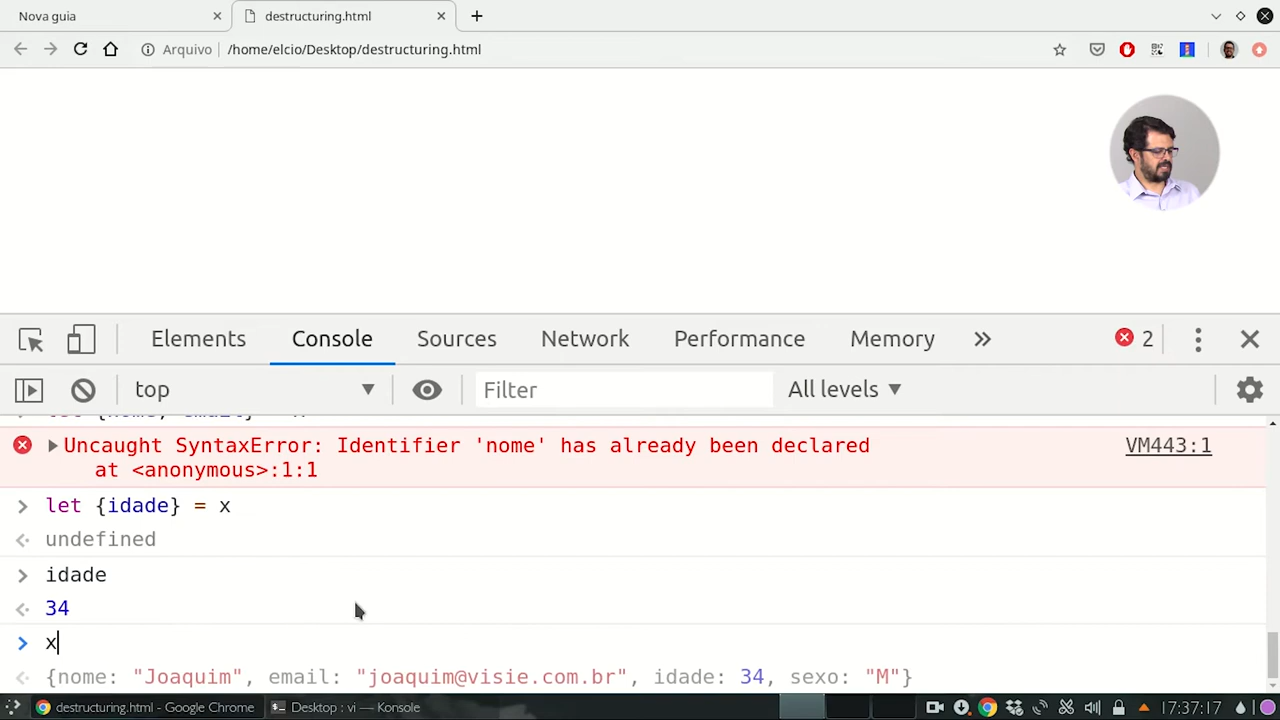 Nova guia
destructuring.html
Arquivo
/home/elcio/Desktop/destructuring.html
Elements
Console
Sources
Network
Performance
Memory
2
top
Filter
All levels
let {nome, email} = x
Uncaught SyntaxError: Identifier 'nome' has already been declared
VM443:1
at <anonymous>:1:1
let {idade} = x
undefined
idade
34
x
{nome: "Joaquim", email: "joaquim@visie.com.br", idade: 34, sexo: "M"}
destructuring.html - Google Chrome
Desktop : vi — Konsole
17:37:17